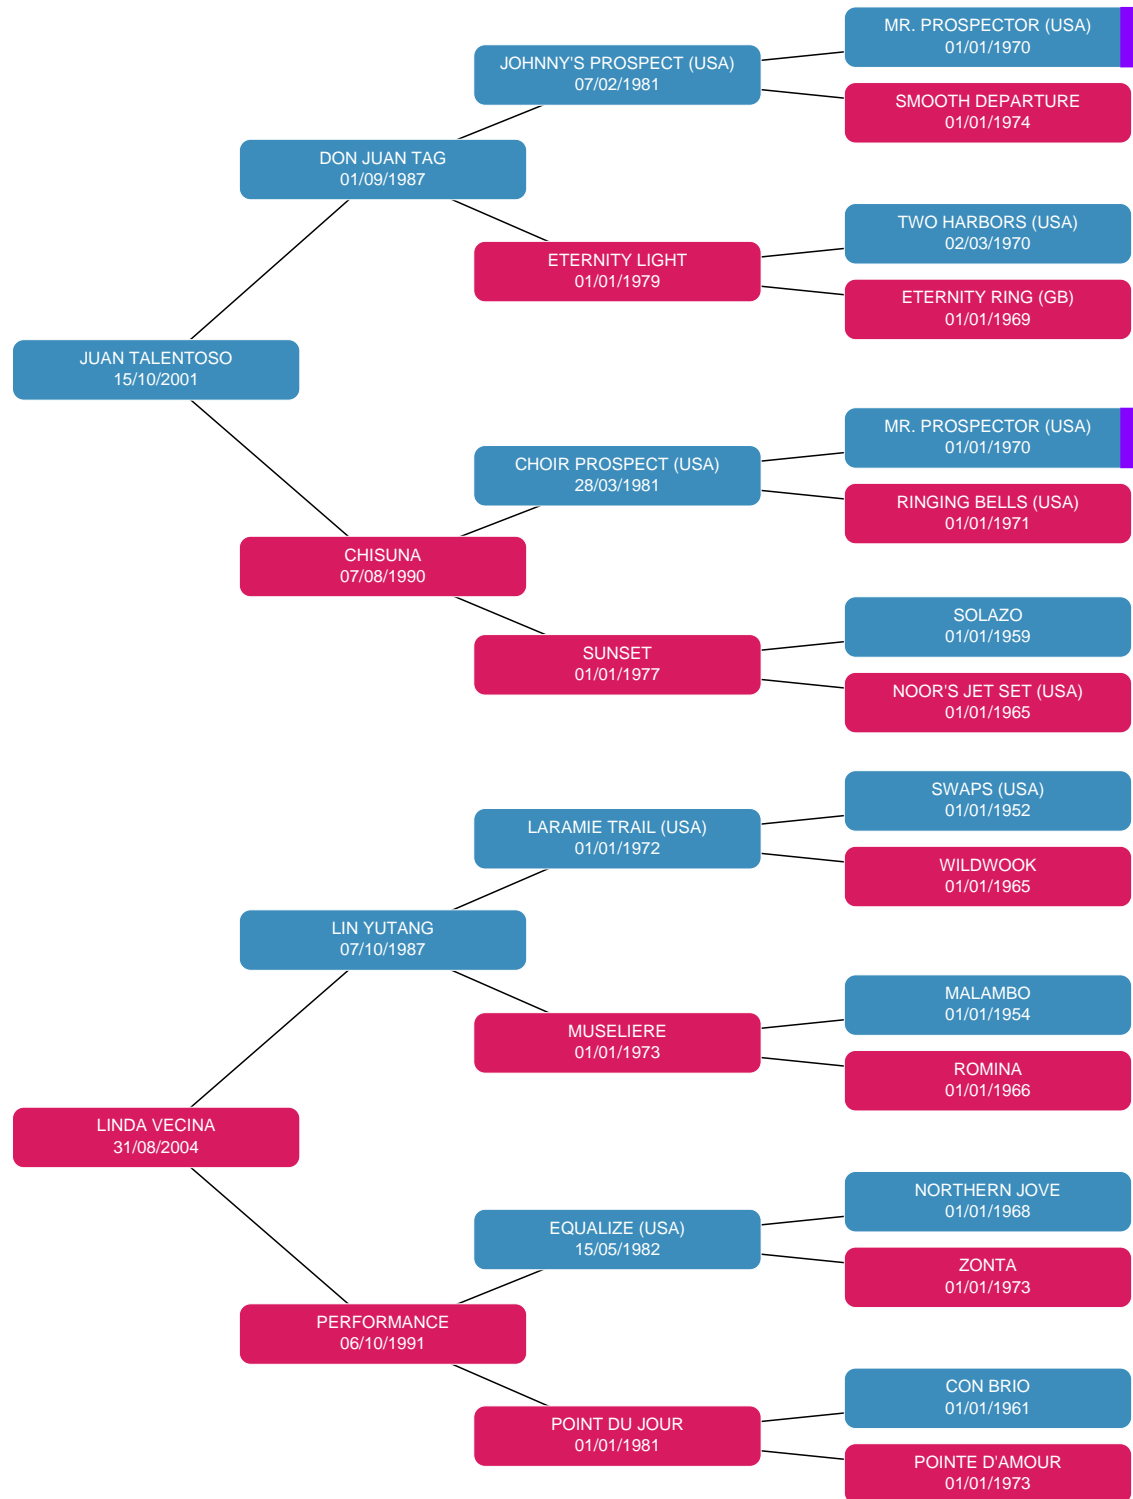 MR. PROSPECTOR (USA)
01/01/1970
JOHNNY'S PROSPECT (USA)
07/02/1981
SMOOTH DEPARTURE
01/01/1974
DON JUAN TAG
01/09/1987
TWO HARBORS (USA)
02/03/1970
ETERNITY LIGHT
01/01/1979
ETERNITY RING (GB)
01/01/1969
JUAN TALENTOSO
15/10/2001
MR. PROSPECTOR (USA)
01/01/1970
CHOIR PROSPECT (USA)
28/03/1981
RINGING BELLS (USA)
01/01/1971
CHISUNA
07/08/1990
SOLAZO
01/01/1959
SUNSET
01/01/1977
NOOR'S JET SET (USA)
01/01/1965
SWAPS (USA)
01/01/1952
LARAMIE TRAIL (USA)
01/01/1972
WILDWOOK
01/01/1965
LIN YUTANG
07/10/1987
MALAMBO
01/01/1954
MUSELIERE
01/01/1973
ROMINA
01/01/1966
LINDA VECINA
31/08/2004
NORTHERN JOVE
01/01/1968
EQUALIZE (USA)
15/05/1982
ZONTA
01/01/1973
PERFORMANCE
06/10/1991
CON BRIO
01/01/1961
POINT DU JOUR
01/01/1981
POINTE D'AMOUR
01/01/1973